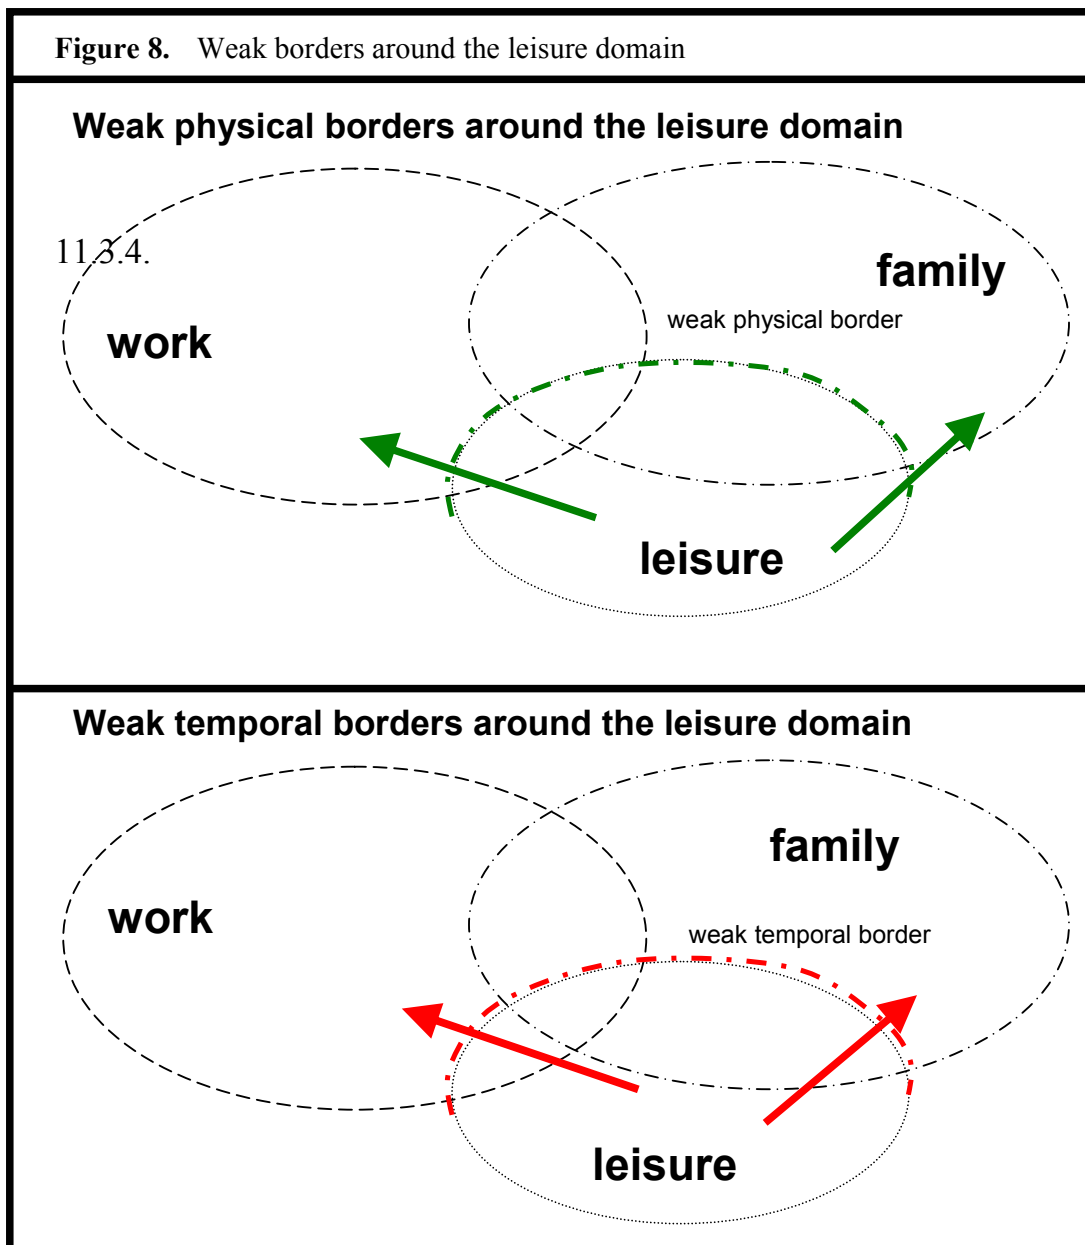 Figure 8. Weak borders around the leisure domain
Weak physical borders around the leisure domain
11.3.4.
family
weak physical border
work
leisure
Weak temporal borders around the leisure domain
family
work
weak temporal border
leisure